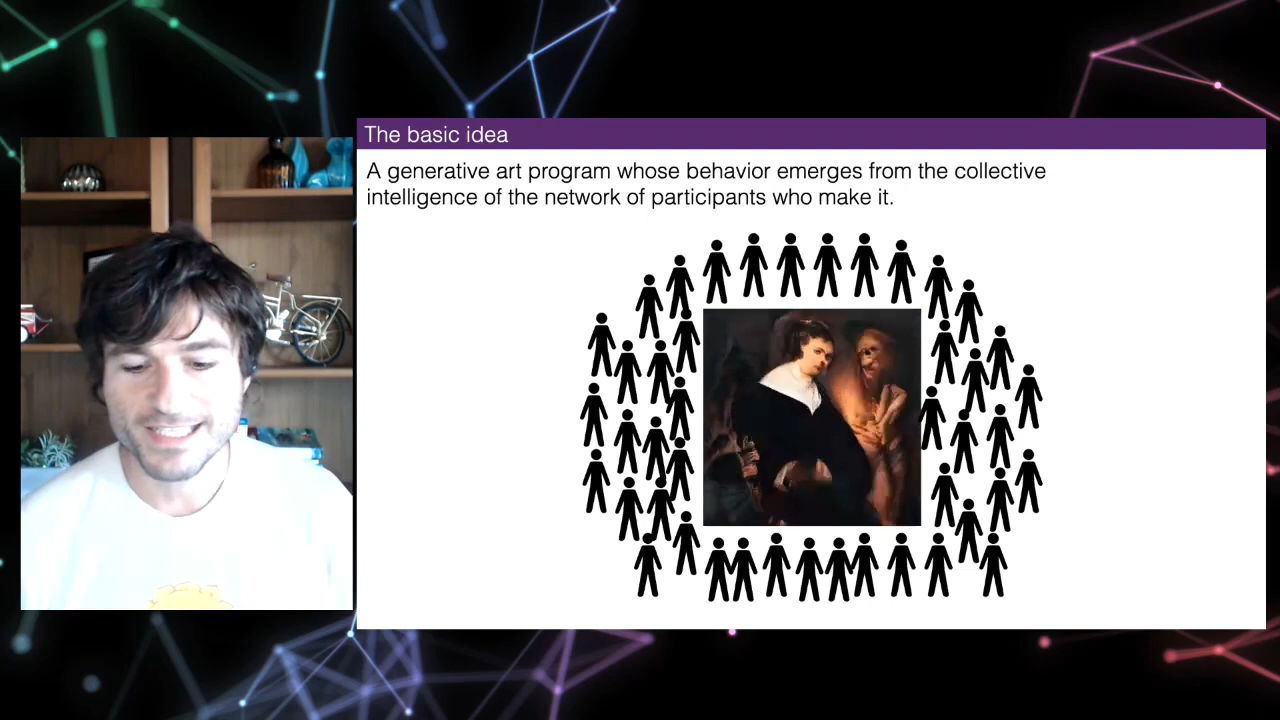 The basic idea
A generative art program whose behavior emerges from the collective
intelligence of the network of participants who make it.